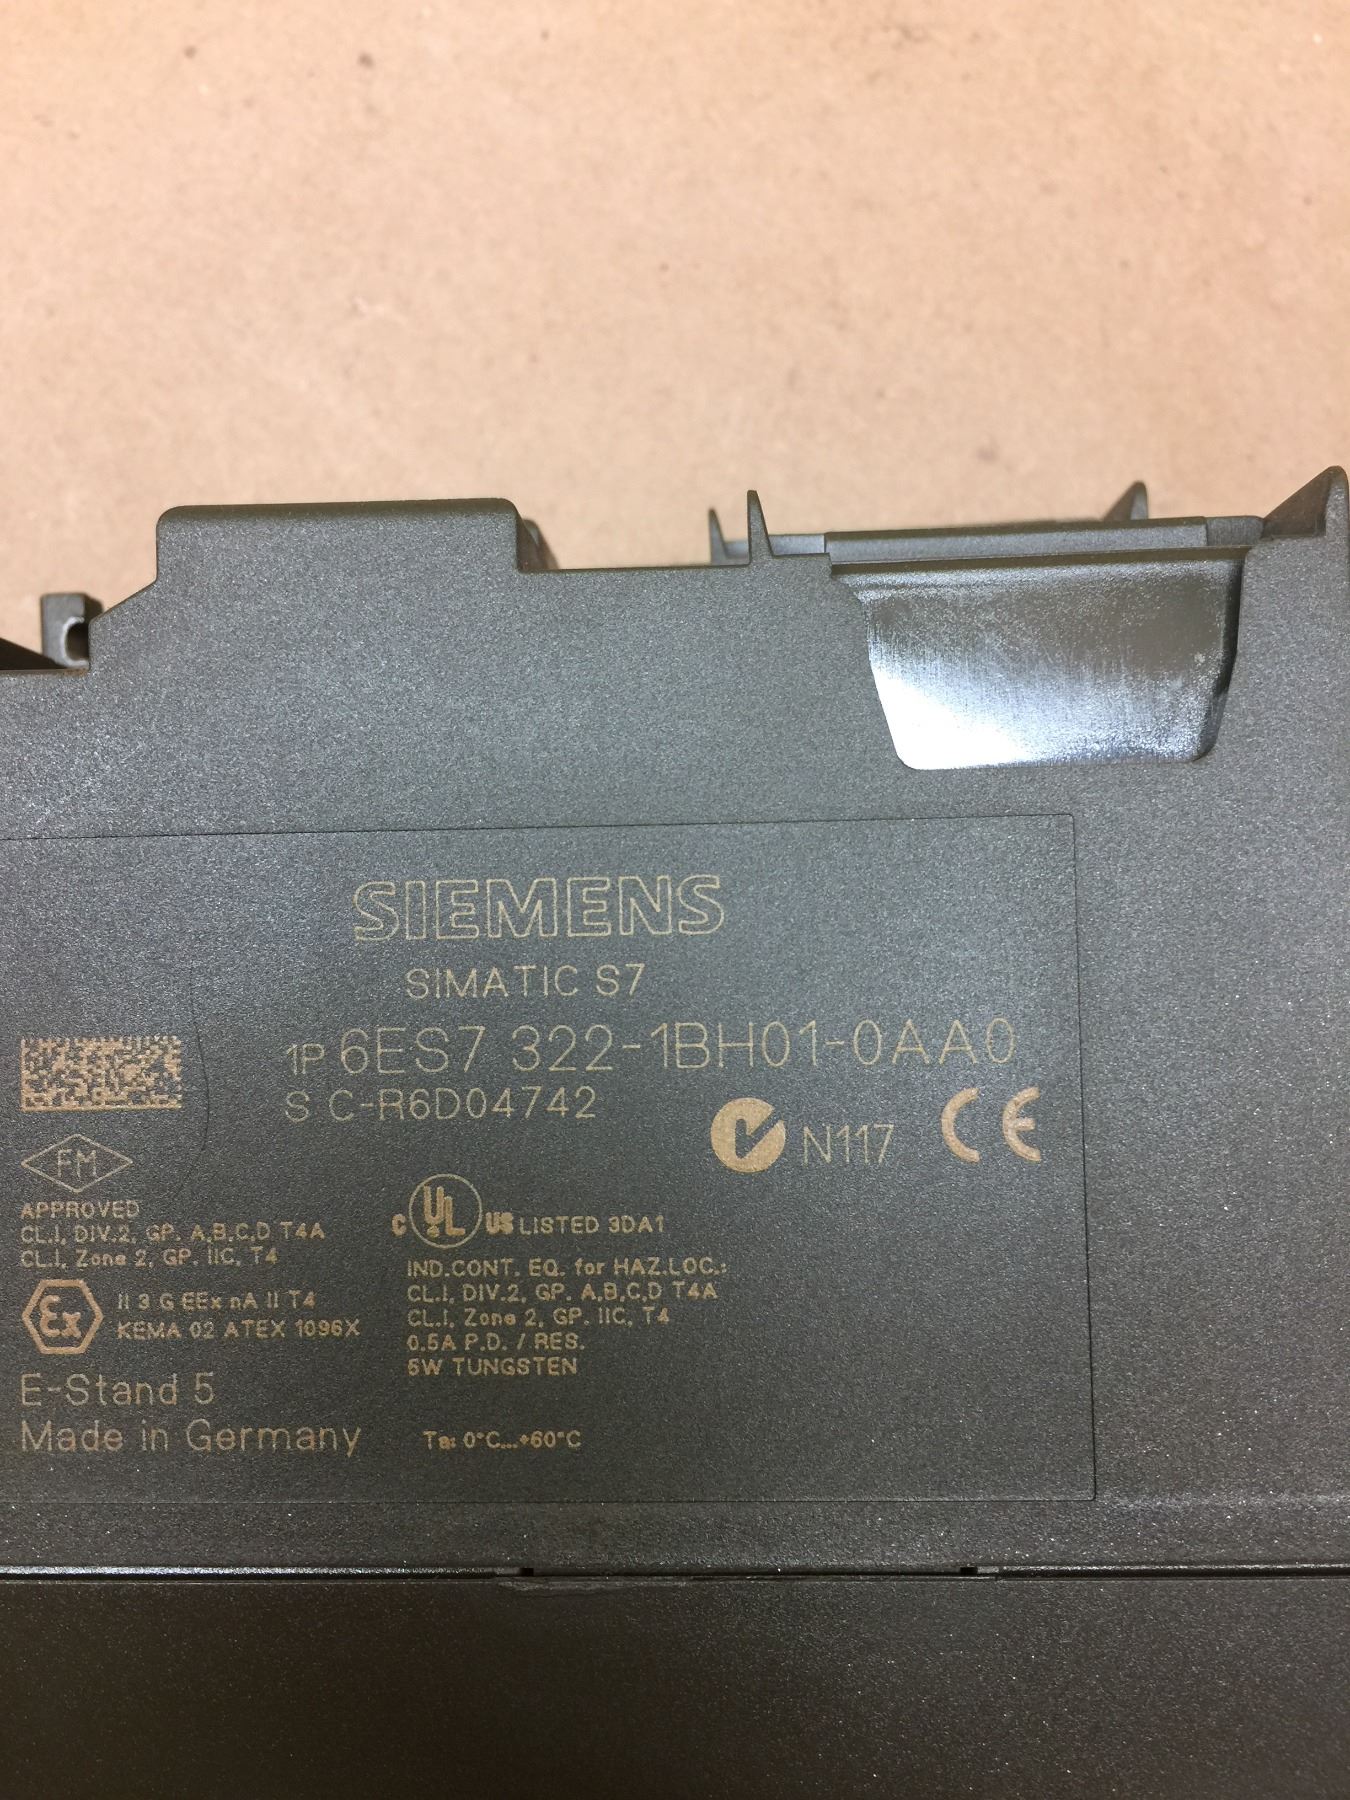 SIEMENS
SIMATIC S7
1P 6ES7 322-1BH01-0AA0
S C-R6D04742
N117 CE
FM
APPROVED
CL.I, DIV.2, GP. A,B,C,D T4A
CL.I, Zone 2, GP. IIC, T4
C UL US LISTED 3DA1
IND.CONT. EQ. for HAZ.LOC.:
CL.I, DIV.2, GP. A,B,C,D T4A
CL.I, Zone 2, GP. IIC, T4
0.5A P.D. / RES.
5W TUNGSTEN
Ex II 3 G EEx nA II T4
KEMA 02 ATEX 1096X
E-Stand 5
Made in Germany
Ta: 0°C...+60°C